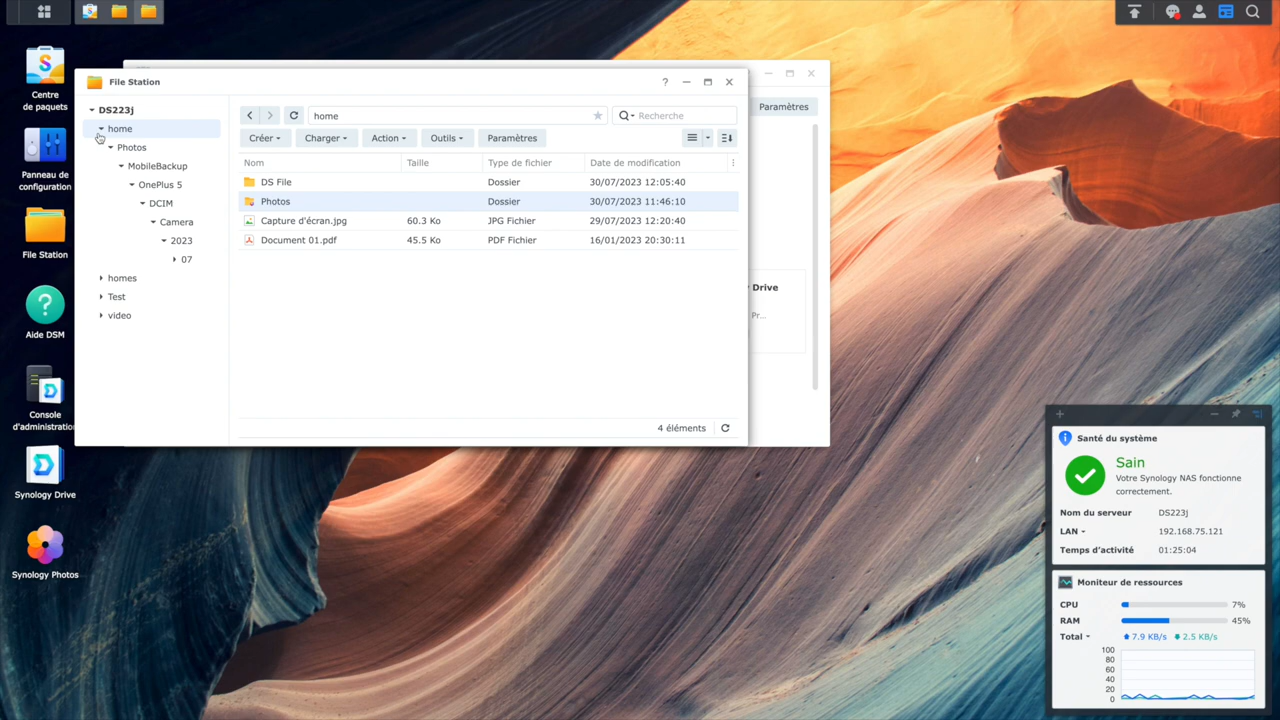 Centre
de paquets
Panneau de
configuration
File Station
Aide DSM
Console
d'administratio
Synology Drive
Synology Photos
File Station
DS223j
home
Photos
MobileBackup
OnePlus 5
DCIM
Camera
2023
07
homes
Test
video
home
Recherche
Créer
Charger
Action
Outils
Paramètres
Nom Taille Type de fichier Date de modification
DS File Dossier 30/07/2023 12:05:40
Photos Dossier 30/07/2023 11:46:10
Capture d'écran.jpg 60.3 Ko JPG Fichier 29/07/2023 12:20:40
Document 01.pdf 45.5 Ko PDF Fichier 16/01/2023 20:30:11
4 éléments
Paramètres
Drive
Pr...
Santé du système
Sain
Votre Synology NAS fonctionne
correctement.
Nom du serveur DS223j
LAN 192.168.75.121
Temps d'activité 01:25:04
Moniteur de ressources
CPU 7%
RAM 45%
Total 7.9 KB/s 2.5 KB/s
100
80
60
40
20
0